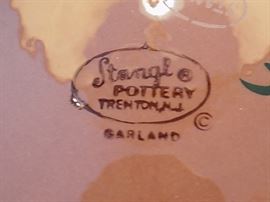 Stangl ®
POTTERY
TRENTON, N.J.
©
GARLAND